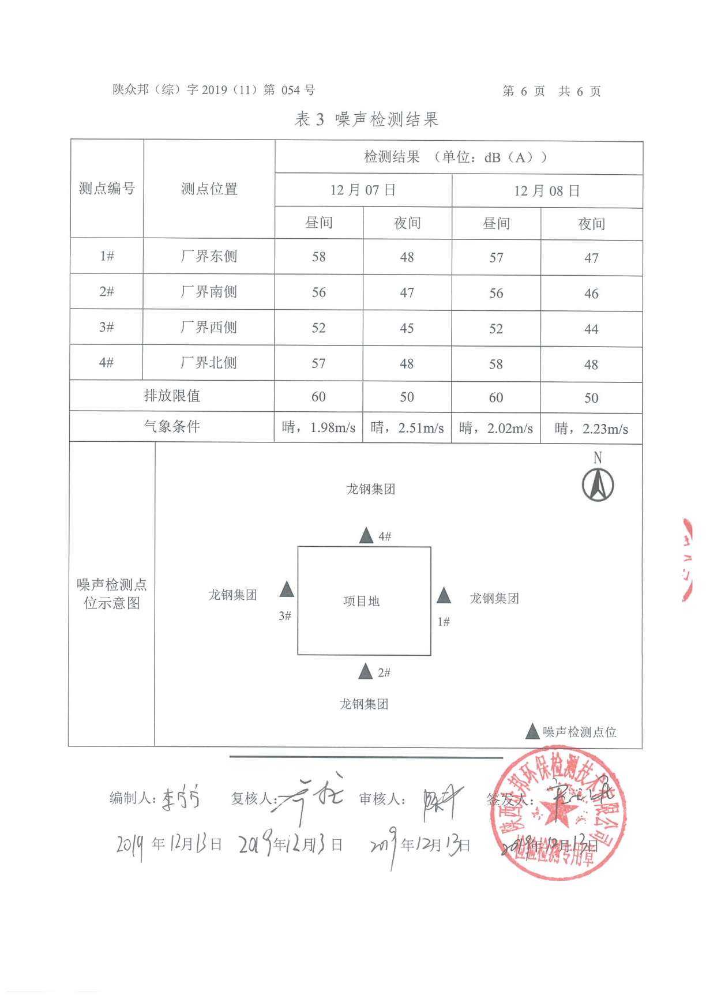 陕众邦（综）字 2019（11）第 054 号
第 6 页 共 6 页
表 3 噪声检测结果
测点编号 测点位置 检测结果 （单位：dB（A））
12 月 07 日 12 月 08 日
昼间 夜间 昼间 夜间
1# 厂界东侧 58 48 57 47
2# 厂界南侧 56 47 56 46
3# 厂界西侧 52 45 52 44
4# 厂界北侧 57 48 58 48
排放限值 60 50 60 50
气象条件 晴，1.98m/s 晴，2.51m/s 晴，2.02m/s 晴，2.23m/s
噪声检测点
位示意图
N
龙钢集团
4#
龙钢集团
3#
项目地
龙钢集团
1#
2#
龙钢集团
噪声检测点位
编制人： 复核人： 审核人： 签发人：
2019 年 12 月 13 日 2019 年 12 月 13 日 2019 年 12 月 13 日 2019 年 12 月 13 日
陕西众邦环保检测技术有限公司
检验检测专用章